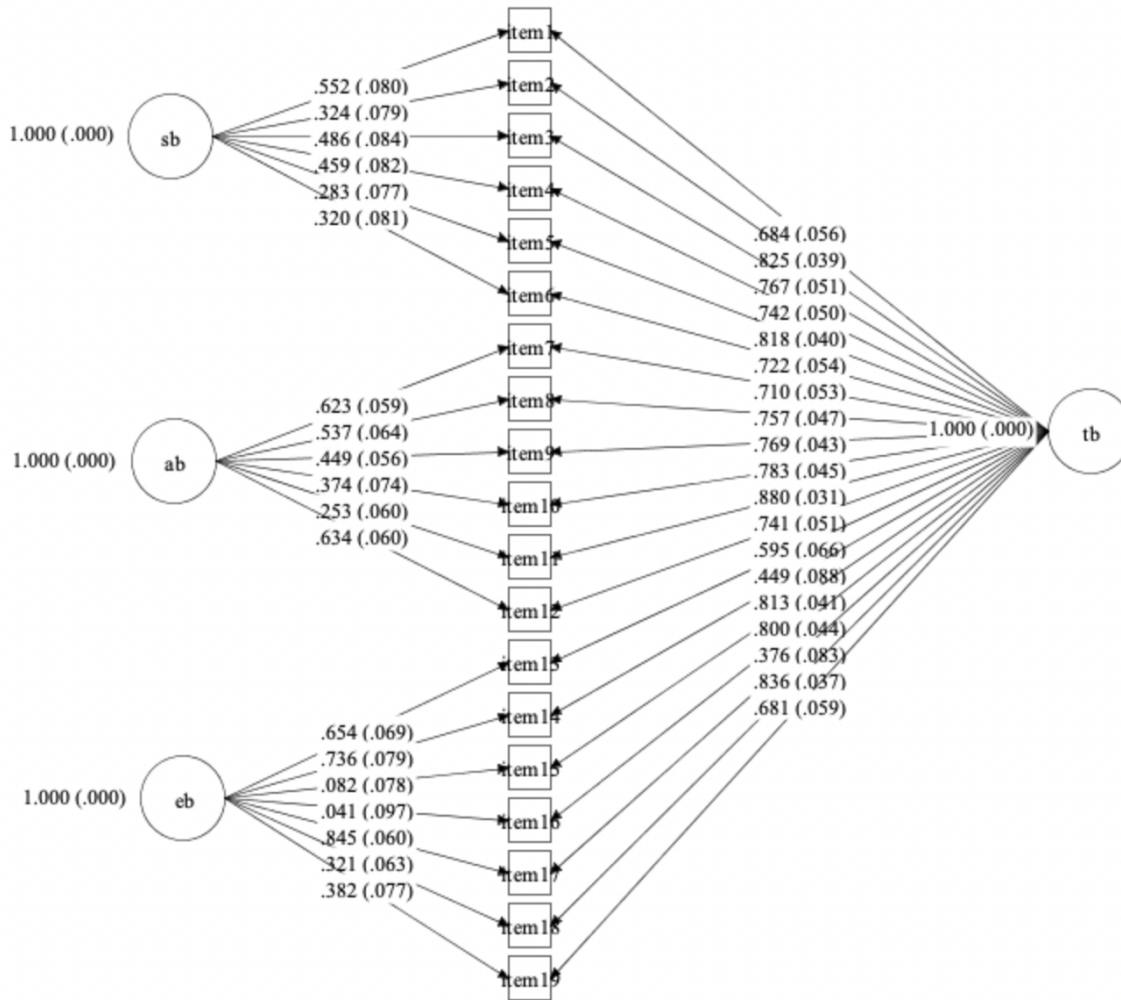 item1
item2
item3
item4
item5
item6
item7
item8
item9
item10
item11
item12
item13
item14
item15
item16
item17
item18
item19
1.000 (.000)
sb
.552 (.080)
.324 (.079)
.486 (.084)
.459 (.082)
.283 (.077)
.320 (.081)
1.000 (.000)
ab
.623 (.059)
.537 (.064)
.449 (.056)
.374 (.074)
.253 (.060)
.634 (.060)
1.000 (.000)
eb
.654 (.069)
.736 (.079)
.082 (.078)
.041 (.097)
.845 (.060)
.321 (.063)
.382 (.077)
.684 (.056)
.825 (.039)
.767 (.051)
.742 (.050)
.818 (.040)
.722 (.054)
.710 (.053)
.757 (.047)
.769 (.043)
.783 (.045)
.880 (.031)
.741 (.051)
.595 (.066)
.449 (.088)
.813 (.041)
.800 (.044)
.376 (.083)
.836 (.037)
.681 (.059)
1.000 (.000)
tb